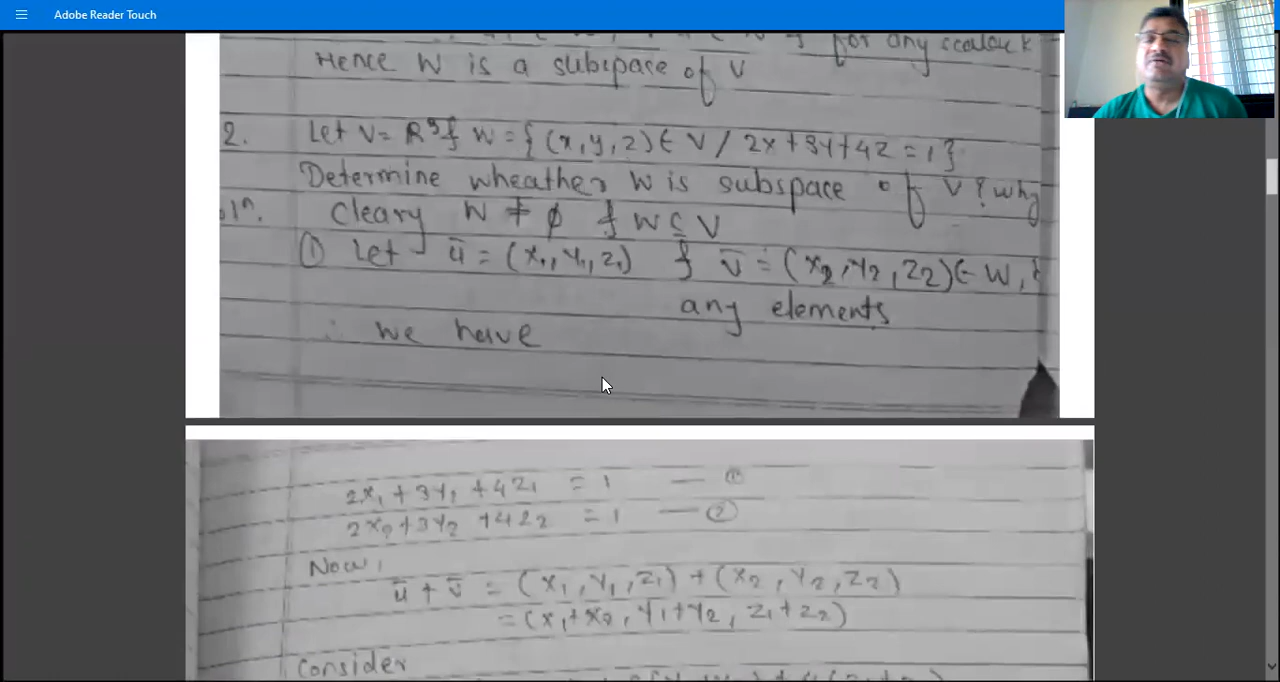 Adobe Reader Touch
for any scalar k
Hence W is a subspace of V
2. Let V = R³ & W = { (x, y, z) ∈ V / 2x + 3y + 4z = 1 }
Determine wheather W is subspace of V? why
Cleary W ≠ ϕ & W ⊆ V
① Let ū = (x₁, y₁, z₁) & v̄ = (x₂, y₂, z₂) ∈ W,
any elements
∴ we have
2x₁ + 3y₁ + 4z₁ = 1 — ①
2x₂ + 3y₂ + 4z₂ = 1 — ②
Now,
ū + v̄ = (x₁, y₁, z₁) + (x₂, y₂, z₂)
= (x₁+x₂, y₁+y₂, z₁+z₂)
Consider